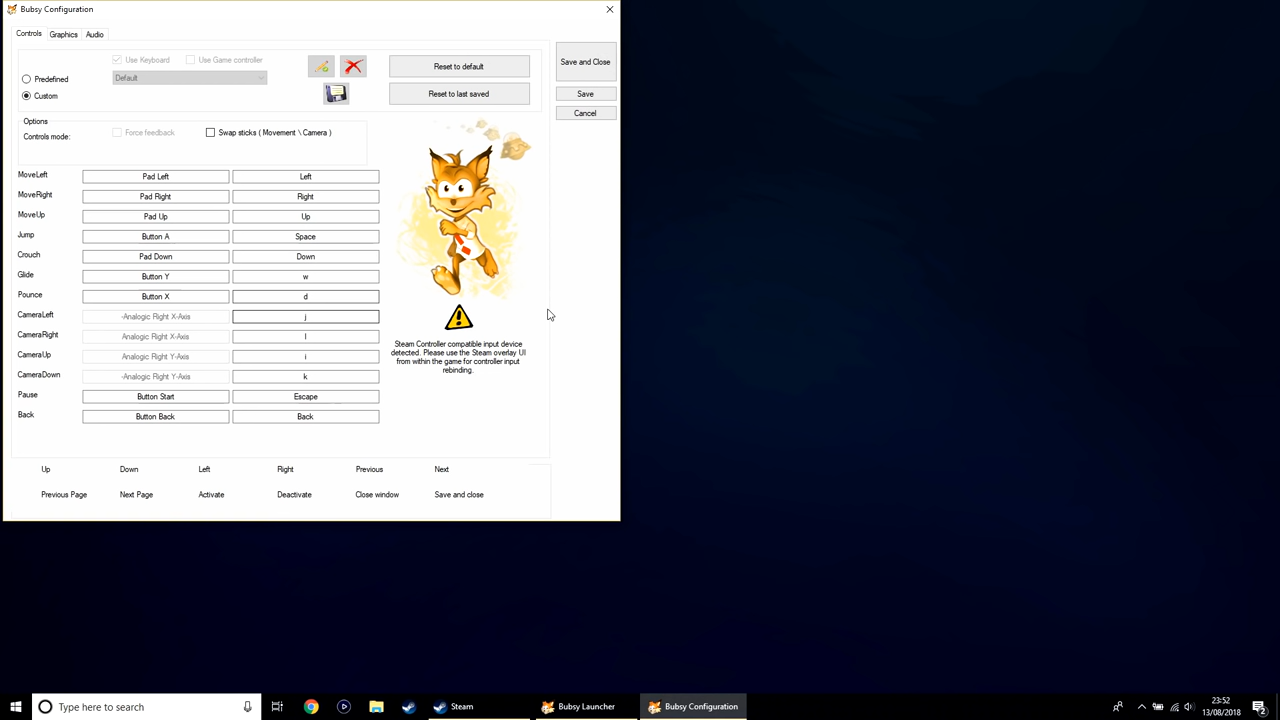 Bubsy Configuration
Controls Graphics Audio
Use Keyboard Use Game controller
Predefined Default
Custom
Reset to default
Reset to last saved
Save and Close
Save
Cancel
Options
Controls mode: Force feedback Swap sticks ( Movement \ Camera )
MoveLeft Pad Left Left
MoveRight Pad Right Right
MoveUp Pad Up Up
Jump Button A Space
Crouch Pad Down Down
Glide Button Y w
Pounce Button X d
CameraLeft -Analogic Right X-Axis j
CameraRight Analogic Right X-Axis l
CameraUp Analogic Right Y-Axis i
CameraDown -Analogic Right Y-Axis k
Pause Button Start Escape
Back Button Back Back
Steam Controller compatible input device
detected. Please use the Steam overlay UI
from within the game for controller input
rebinding.
Up Down Left Right Previous Next
Previous Page Next Page Activate Deactivate Close window Save and close
Type here to search Steam Bubsy Launcher Bubsy Configuration
23:52
13/08/2018